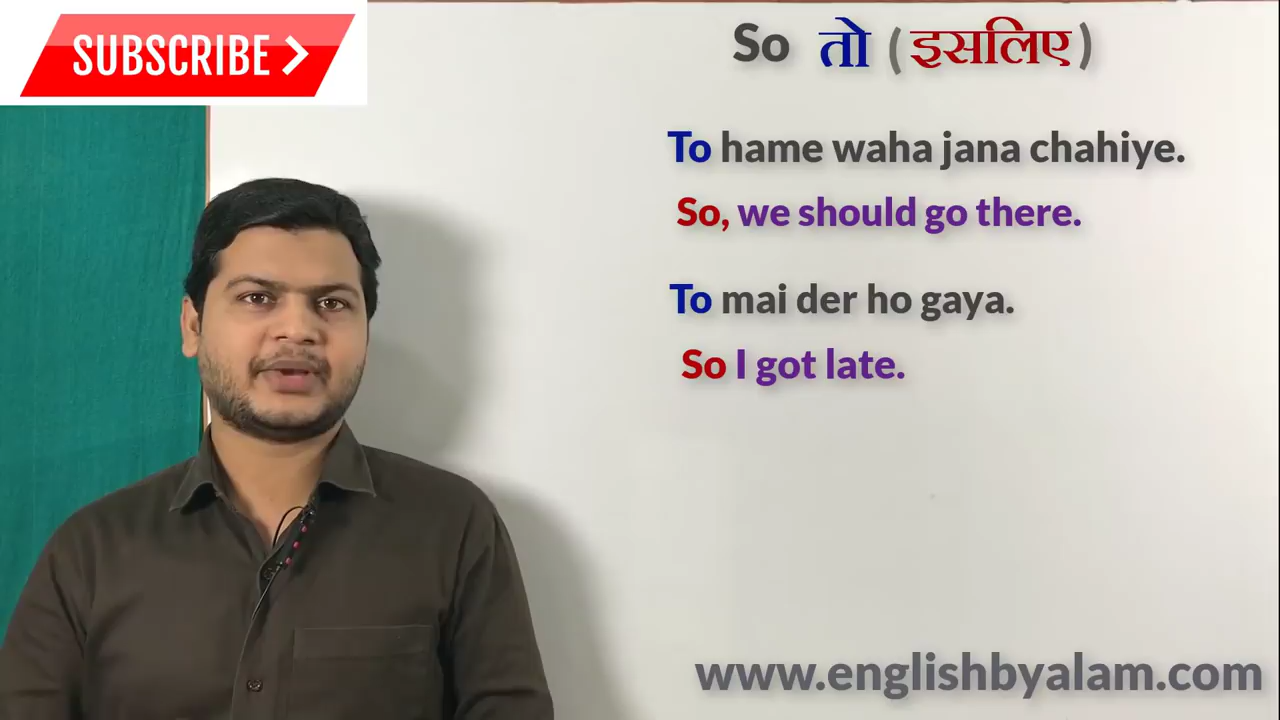 SUBSCRIBE
So तो (इसलिए)
To hame waha jana chahiye.
So, we should go there.
To mai der ho gaya.
So I got late.
www.englishbyalam.com